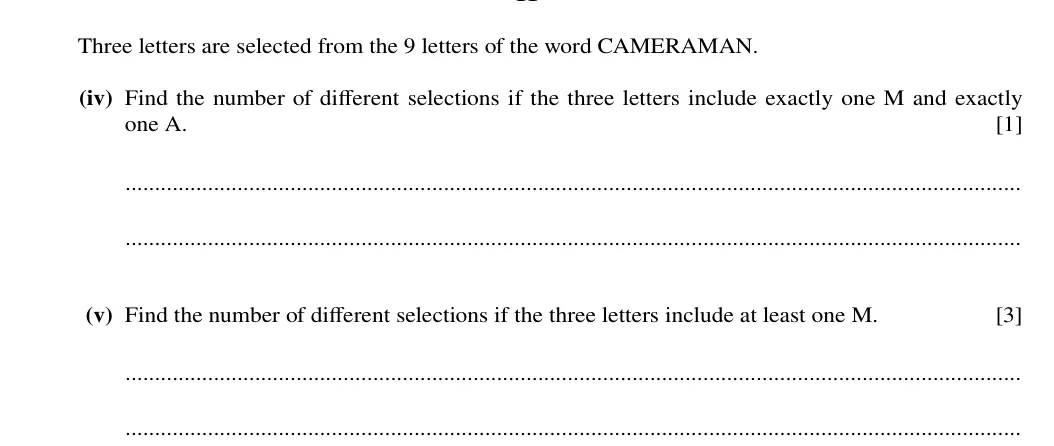 Three letters are selected from the 9 letters of the word CAMERAMAN.
(iv) Find the number of different selections if the three letters include exactly one M and exactly
one A. [1]
(v) Find the number of different selections if the three letters include at least one M. [3]